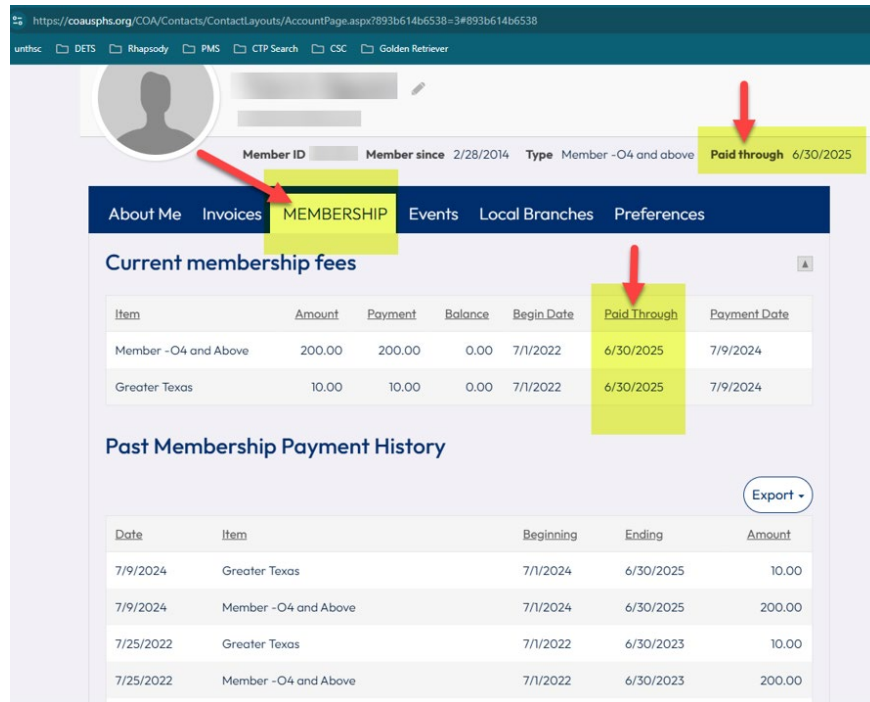 https://coausphs.org/COA/Contacts/ContactLayouts/AccountPage.aspx?893b614b6538=3#893b614b6538
unthsc DETS Rhapsody PMS CTP Search CSC Golden Retriever
Member ID Member since 2/28/2014 Type Member -O4 and above Paid through 6/30/2025
About Me Invoices MEMBERSHIP Events Local Branches Preferences
Current membership fees
Item Amount Payment Balance Begin Date Paid Through Payment Date
Member -O4 and Above 200.00 200.00 0.00 7/1/2022 6/30/2025 7/9/2024
Greater Texas 10.00 10.00 0.00 7/1/2022 6/30/2025 7/9/2024
Past Membership Payment History
Export
Date Item Beginning Ending Amount
7/9/2024 Greater Texas 7/1/2024 6/30/2025 10.00
7/9/2024 Member -O4 and Above 7/1/2024 6/30/2025 200.00
7/25/2022 Greater Texas 7/1/2022 6/30/2023 10.00
7/25/2022 Member -O4 and Above 7/1/2022 6/30/2023 200.00